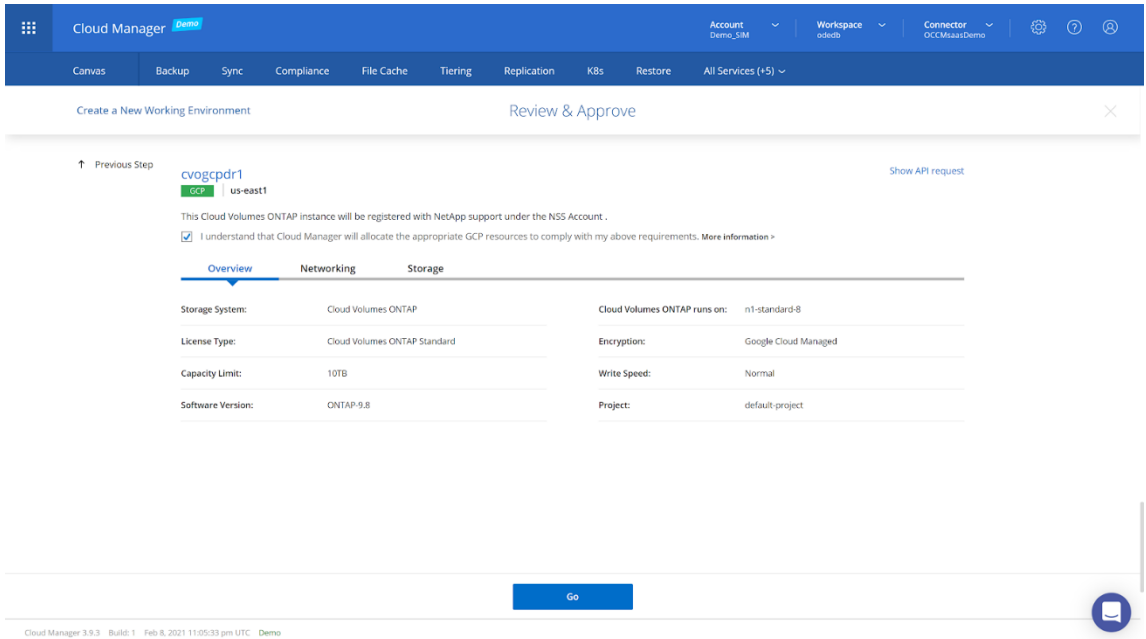 Cloud Manager Demo
Account
Demo_SIM
Workspace
odedb
Connector
OCCMsaasDemo
Canvas Backup Sync Compliance File Cache Tiering Replication K8s Restore All Services (+5)
Create a New Working Environment Review & Approve
↑ Previous Step
cvogcpdr1
Show API request
GCP us-east1
This Cloud Volumes ONTAP instance will be registered with NetApp support under the NSS Account .
I understand that Cloud Manager will allocate the appropriate GCP resources to comply with my above requirements. More information >
Overview Networking Storage
Storage System: Cloud Volumes ONTAP Cloud Volumes ONTAP runs on: n1-standard-8
License Type: Cloud Volumes ONTAP Standard Encryption: Google Cloud Managed
Capacity Limit: 10TB Write Speed: Normal
Software Version: ONTAP-9.8 Project: default-project
Go
Cloud Manager 3.9.3 Build: 1 Feb 8, 2021 11:05:33 pm UTC Demo